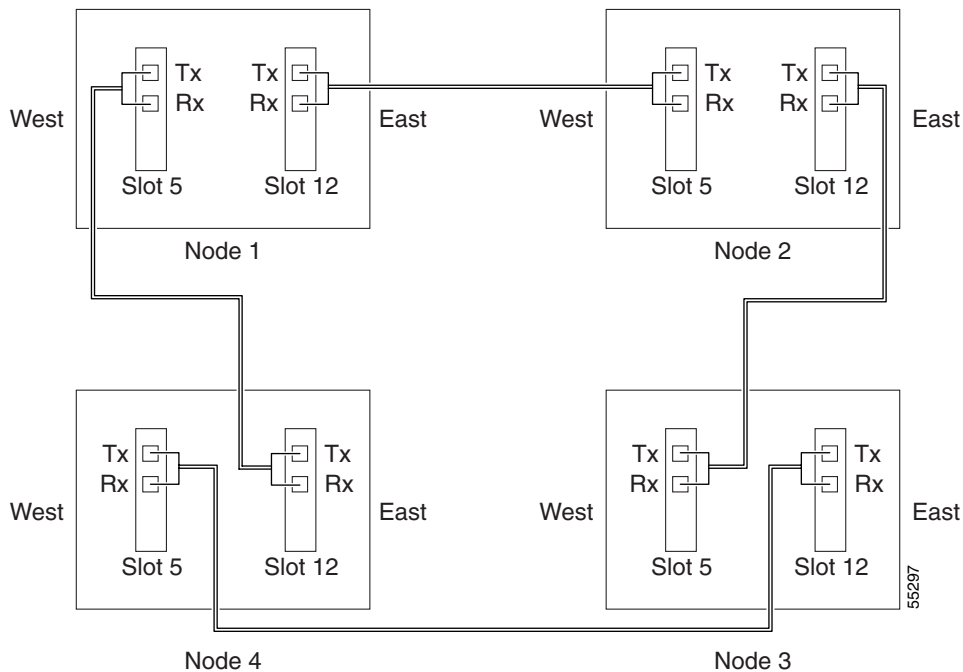 Tx Tx Tx Tx
Rx Rx Rx Rx
West East West East
Slot 5 Slot 12 Slot 5 Slot 12
Node 1 Node 2
Tx Tx Tx Tx
Rx Rx Rx Rx
West East West East
Slot 5 Slot 12 Slot 5 Slot 12
55297
Node 4 Node 3